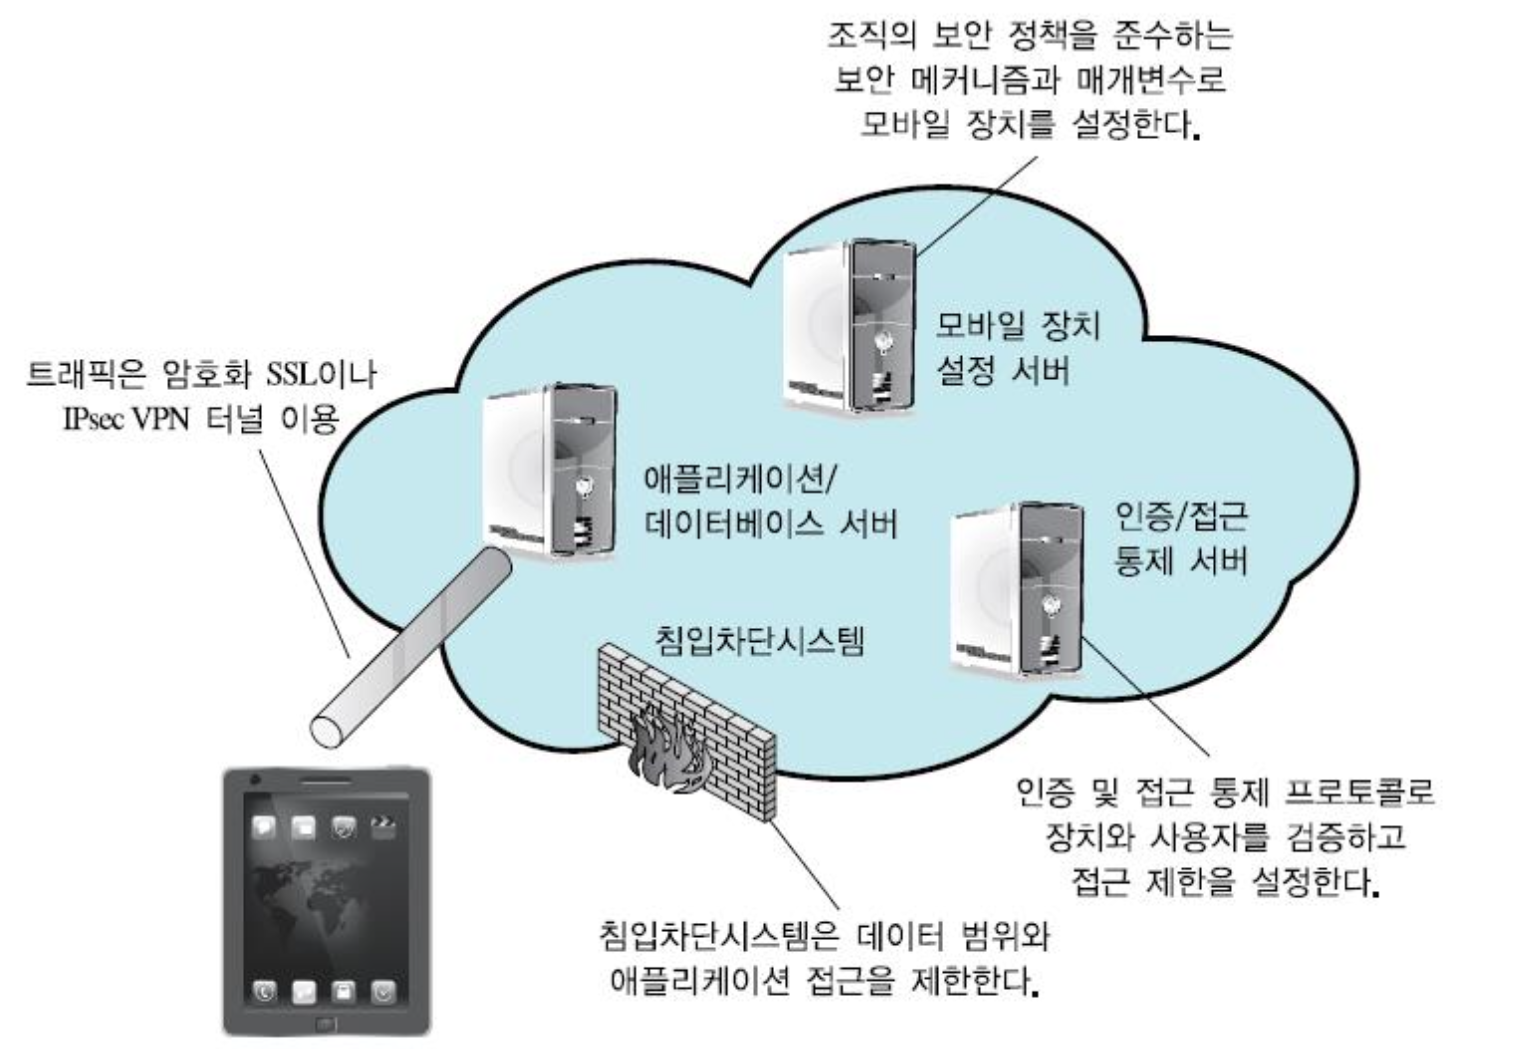 조직의 보안 정책을 준수하는
보안 메커니즘과 매개변수로
모바일 장치를 설정한다.
모바일 장치
설정 서버
트래픽은 암호화 SSL이나
IPsec VPN 터널 이용
애플리케이션/
데이터베이스 서버
인증/접근
통제 서버
침입차단시스템
인증 및 접근 통제 프로토콜로
장치와 사용자를 검증하고
접근 제한을 설정한다.
침입차단시스템은 데이터 범위와
애플리케이션 접근을 제한한다.